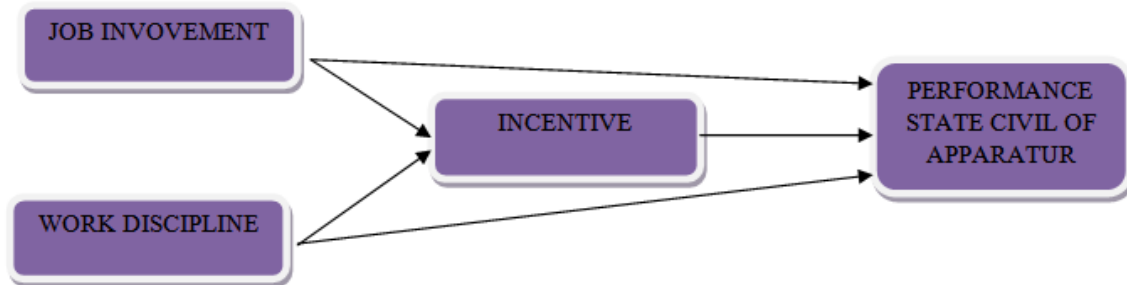 JOB INVOVEMENT
INCENTIVE
PERFORMANCE
STATE CIVIL OF
APPARATUR
WORK DISCIPLINE